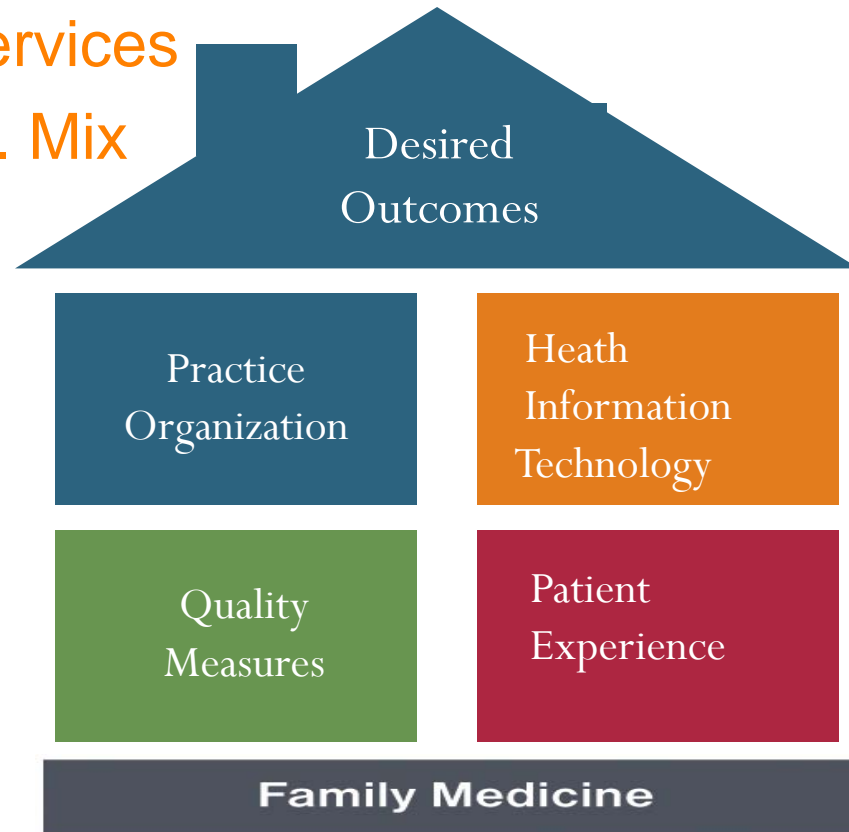 ervices
. Mix
Desired
Outcomes
Practice
Organization
Heath
Information
Technology
Quality
Measures
Patient
Experience
Family Medicine